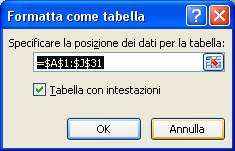 Formatta come tabella
Specificare la posizione dei dati per la tabella:
=$A$1:$J$31
Tabella con intestazioni
OK
Annulla